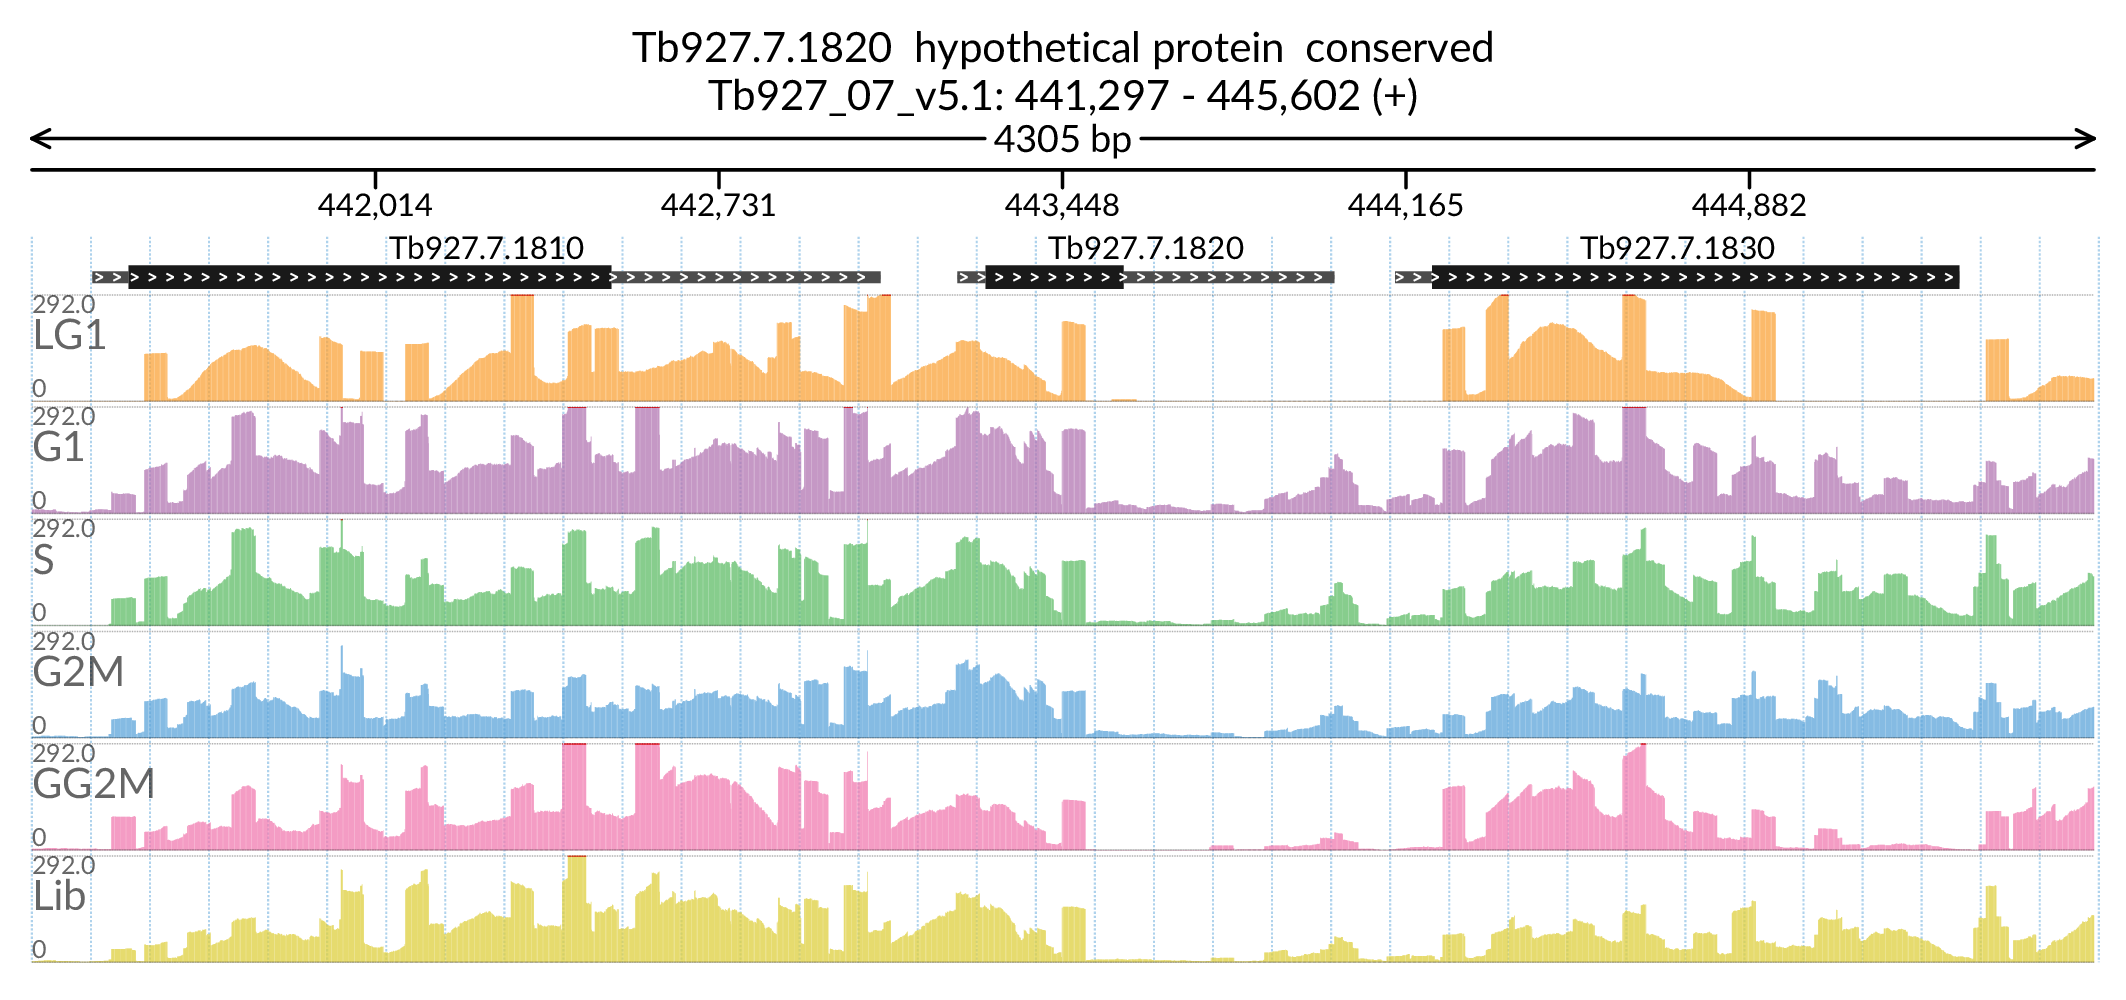 Tb927.7.1820  hypothetical protein  conserved
Tb927_07_v5.1: 441,297 - 445,602 (+)
4305 bp
442,014 442,731 443,448 444,165 444,882
Tb927.7.1810 Tb927.7.1820 Tb927.7.1830
292.0
LG1
0
292.0
G1
0
292.0
S
0
292.0
G2M
0
292.0
GG2M
0
292.0
Lib
0